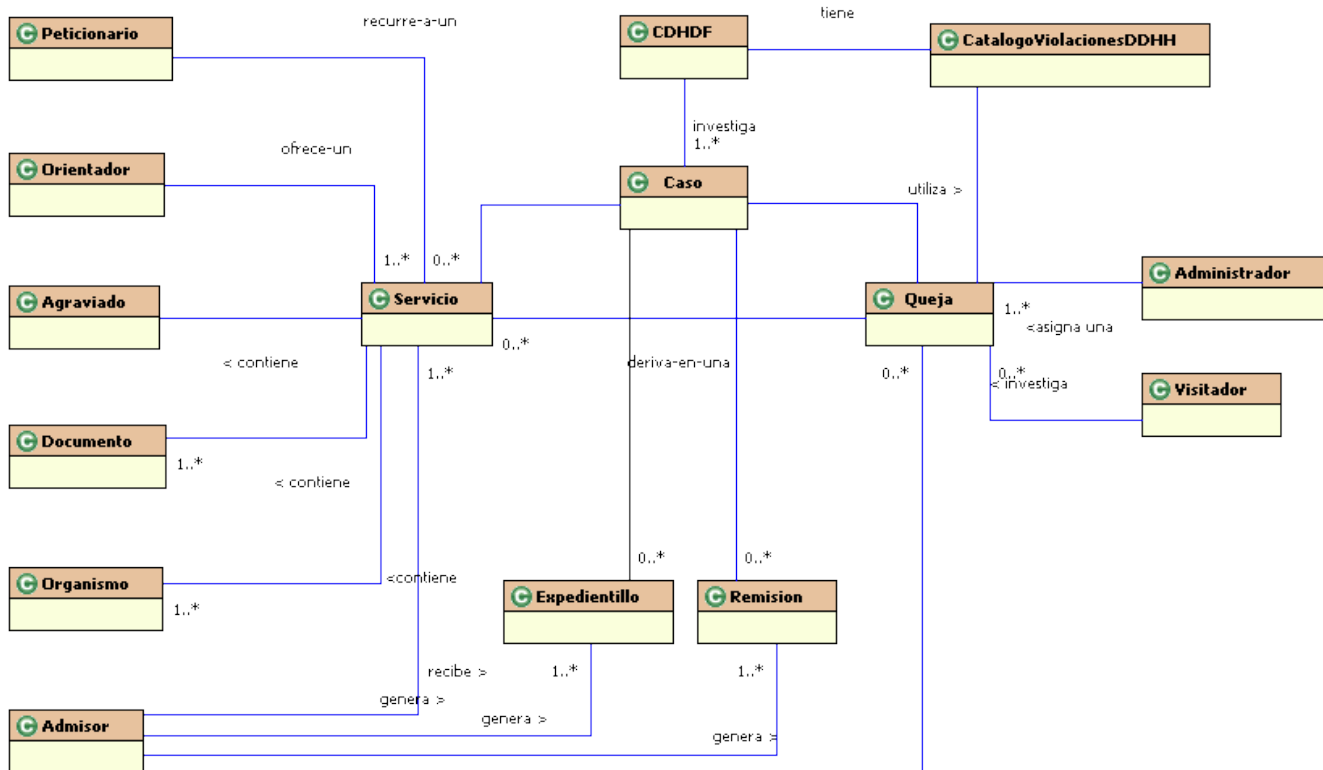 recurre-a-un
tiene
Peticionario
CDHDF
CatalogoViolacionesDDHH
investiga
1..*
ofrece-un
Orientador
Caso
utiliza >
1..*
0..*
Agraviado
Servicio
Queja
Administrador
1..*
<asigna una
0..*
< contiene
1..*
deriva-en-una
0..*
0..*
< investiga
Visitador
Documento
1..*
< contiene
0..*
0..*
Organismo
<contiene
Expedientillo
Remision
1..*
recibe >
1..*
1..*
genera >
Admisor
genera >
genera >